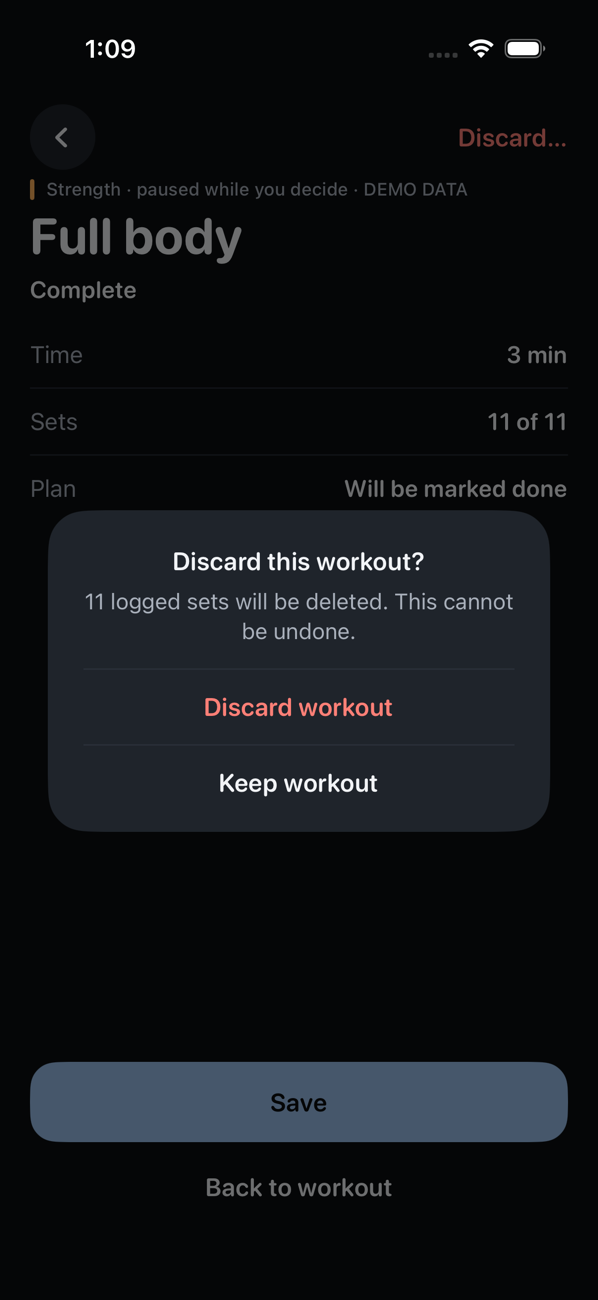 1:09
Discard...
Strength · paused while you decide · DEMO DATA
Full body
Complete
Time 3 min
Sets 11 of 11
Plan Will be marked done
Discard this workout?
11 logged sets will be deleted. This cannot
be undone.
Discard workout
Keep workout
Save
Back to workout